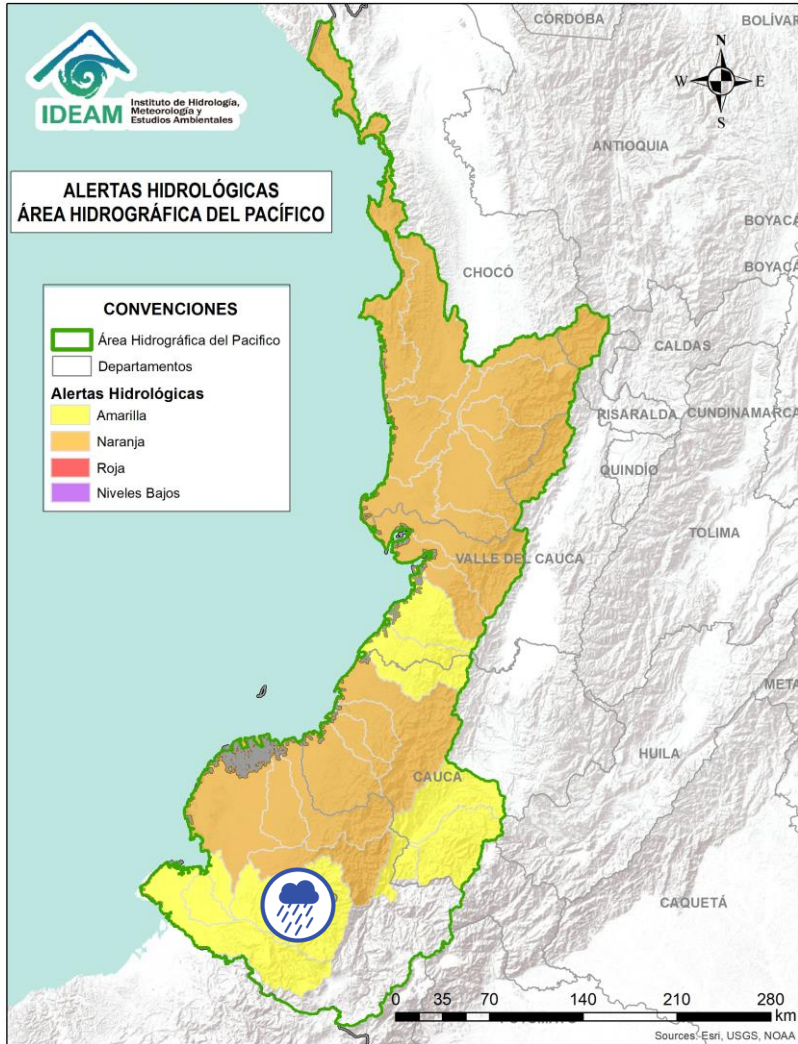 IDEAM
Instituto de Hidrología,
Meteorología y
Estudios Ambientales
ALERTAS HIDROLÓGICAS
ÁREA HIDROGRÁFICA DEL PACÍFICO
CONVENCIONES
Área Hidrográfica del Pacifico
Departamentos
Alertas Hidrológicas
Amarilla
Naranja
Roja
Niveles Bajos
CÓRDOBA
BOLÍVAR
N
W
E
S
ANTIOQUIA
BOYACÁ
CHOCÓ
BOYACÁ
CALDAS
RISARALDA
CUNDINAMARCA
QUINDÍO
TOLIMA
VALLE DEL CAUCA
META
HUILA
CAUCA
CAQUETÁ
0 35 70 140 210 280
km
Sources: Esri, USGS, NOAA